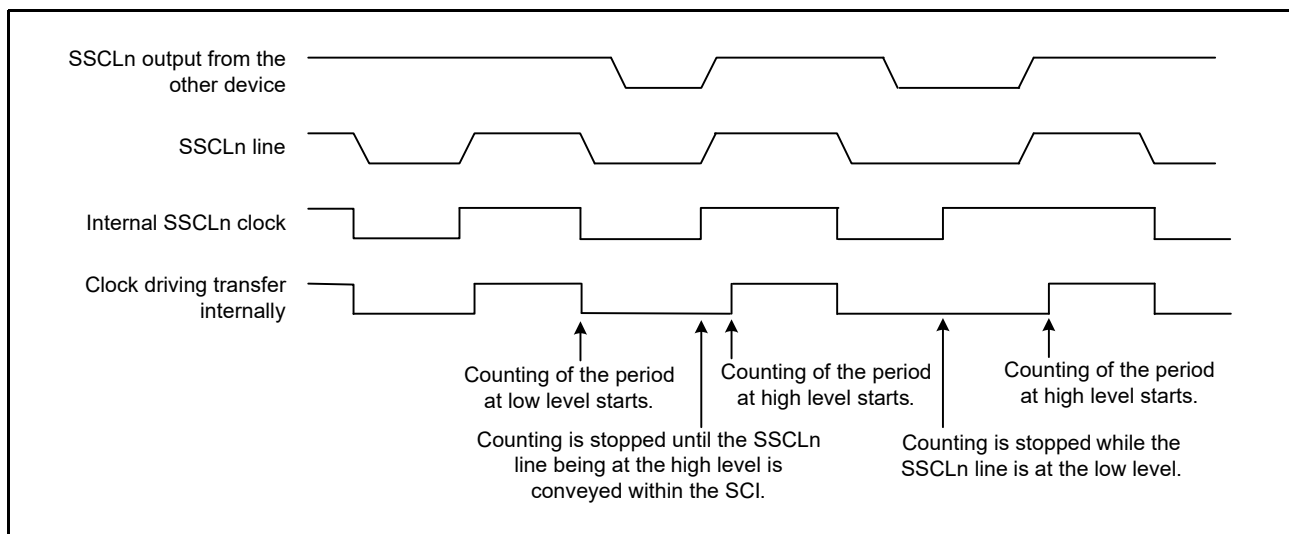 SSCLn output from the
other device
SSCLn line
Internal SSCLn clock
Clock driving transfer
internally
Counting of the period
at low level starts.
Counting of the period
at high level starts.
Counting of the period
at high level starts.
Counting is stopped until the SSCLn
line being at the high level is
conveyed within the SCI.
Counting is stopped while the
SSCLn line is at the low level.